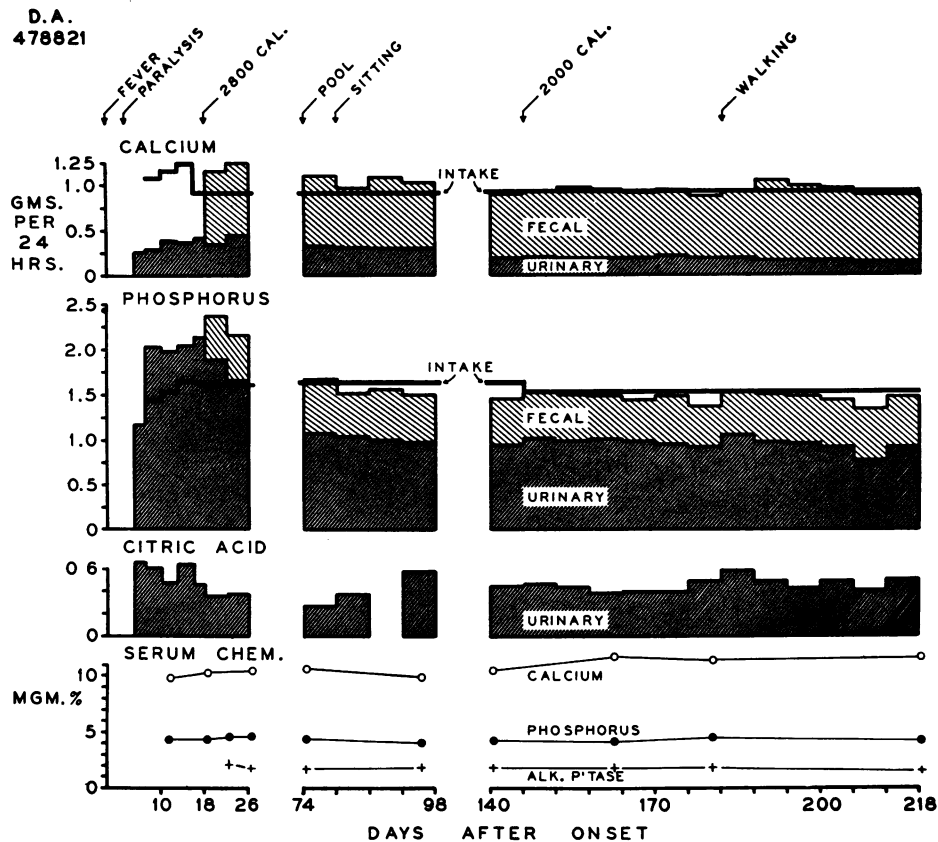 D.A.
478821
FEVER
PARALYSIS
2800 CAL.
POOL
SITTING
2000 CAL.
WALKING
CALCIUM
1.25
1.0
0.5
0
GMS.
PER
24
HRS.
INTAKE
FECAL
URINARY
PHOSPHORUS
2.5
2.0
1.5
1.0
0.5
0
INTAKE
FECAL
URINARY
CITRIC ACID
0 6
0
URINARY
SERUM CHEM.
MGM.%
10
5
0
CALCIUM
PHOSPHORUS
ALK. P'TASE
10 18 26 74 98 140 170 200 218
DAYS AFTER ONSET